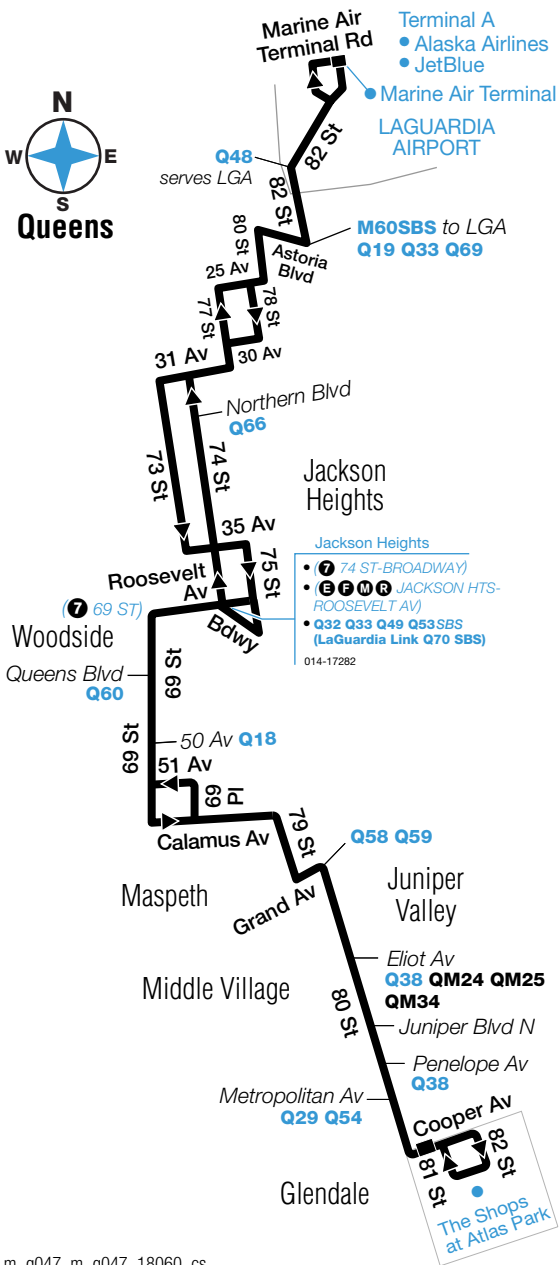 Marine Air
Terminal Rd
Terminal A
• Alaska Airlines
• JetBlue
• Marine Air Terminal
LAGUARDIA
AIRPORT
N
W E
S
Queens
82 St
Q48
serves LGA
82 St
M60SBS to LGA
Q19 Q33 Q69
80 St
Astoria
Blvd
25 Av
77 St
78 St
30 Av
31 Av
Northern Blvd
Q66
73 St
74 St
Jackson
Heights
35 Av
75 St
Roosevelt
Av
Bdwy
Jackson Heights
• (7 74 ST-BROADWAY)
• (E F M R JACKSON HTS-
ROOSEVELT AV)
• Q32 Q33 Q49 Q53SBS
(LaGuardia Link Q70 SBS)
014-17282
(7 69 ST)
Woodside
Queens Blvd
Q60
69 St
50 Av Q18
69 St
51 Av
69 Pl
Calamus Av
79 St
Grand Av
Q58 Q59
Maspeth
Juniper
Valley
Middle Village
Eliot Av
Q38 QM24 QM25
QM34
80 St
Juniper Blvd N
Penelope Av
Q38
Metropolitan Av
Q29 Q54
Cooper Av
81 St
82 St
Glendale
The Shops
at Atlas Park